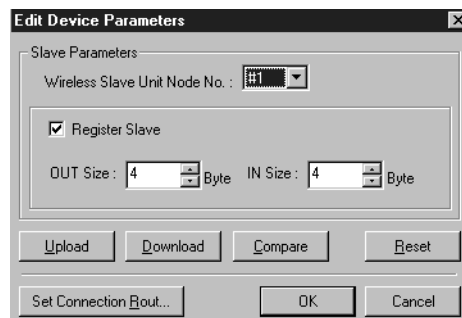 Edit Device Parameters
Slave Parameters
Wireless Slave Unit Node No. : #1
Register Slave
OUT Size : 4 Byte IN Size : 4 Byte
Upload Download Compare Reset
Set Connection Rout... OK Cancel